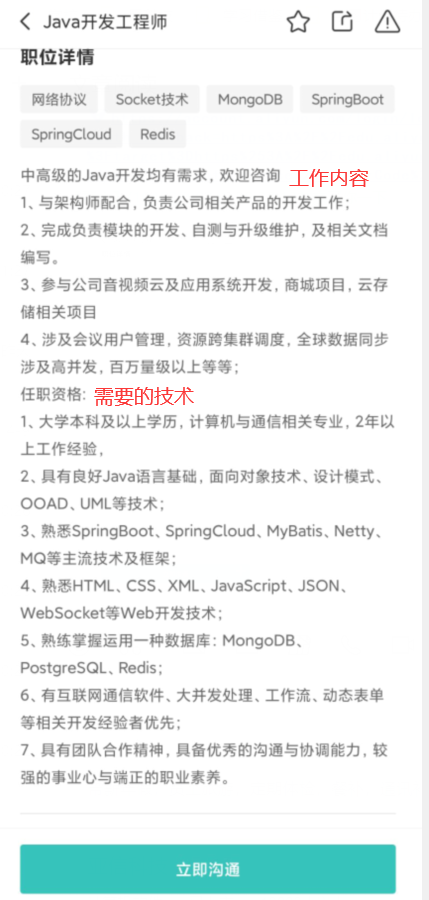 Java开发工程师
职位详情
网络协议 Socket技术 MongoDB SpringBoot
SpringCloud Redis
中高级的Java开发均有需求, 欢迎咨询 工作内容
1、与架构师配合, 负责公司相关产品的开发工作;
2、完成负责模块的开发、自测与升级维护, 及相关文档
编写。
3、参与公司音视频云及应用系统开发, 商城项目, 云存
储相关项目
4、涉及会议用户管理, 资源跨集群调度, 全球数据同步
涉及高并发, 百万量级以上等等;
任职资格: 需要的技术
1、大学本科及以上学历, 计算机与通信相关专业, 2年以
上工作经验,
2、具有良好Java语言基础, 面向对象技术、设计模式、
OOAD、UML等技术;
3、熟悉SpringBoot、SpringCloud、MyBatis、Netty、
MQ等主流技术及框架;
4、熟悉HTML、CSS、XML、JavaScript、JSON、
WebSocket等Web开发技术;
5、熟练掌握运用一种数据库: MongoDB、
PostgreSQL、Redis;
6、有互联网通信软件、大并发处理、工作流、动态表单
等相关开发经验者优先;
7、具有团队合作精神, 具备优秀的沟通与协调能力, 较
强的事业心与端正的职业素养。
立即沟通